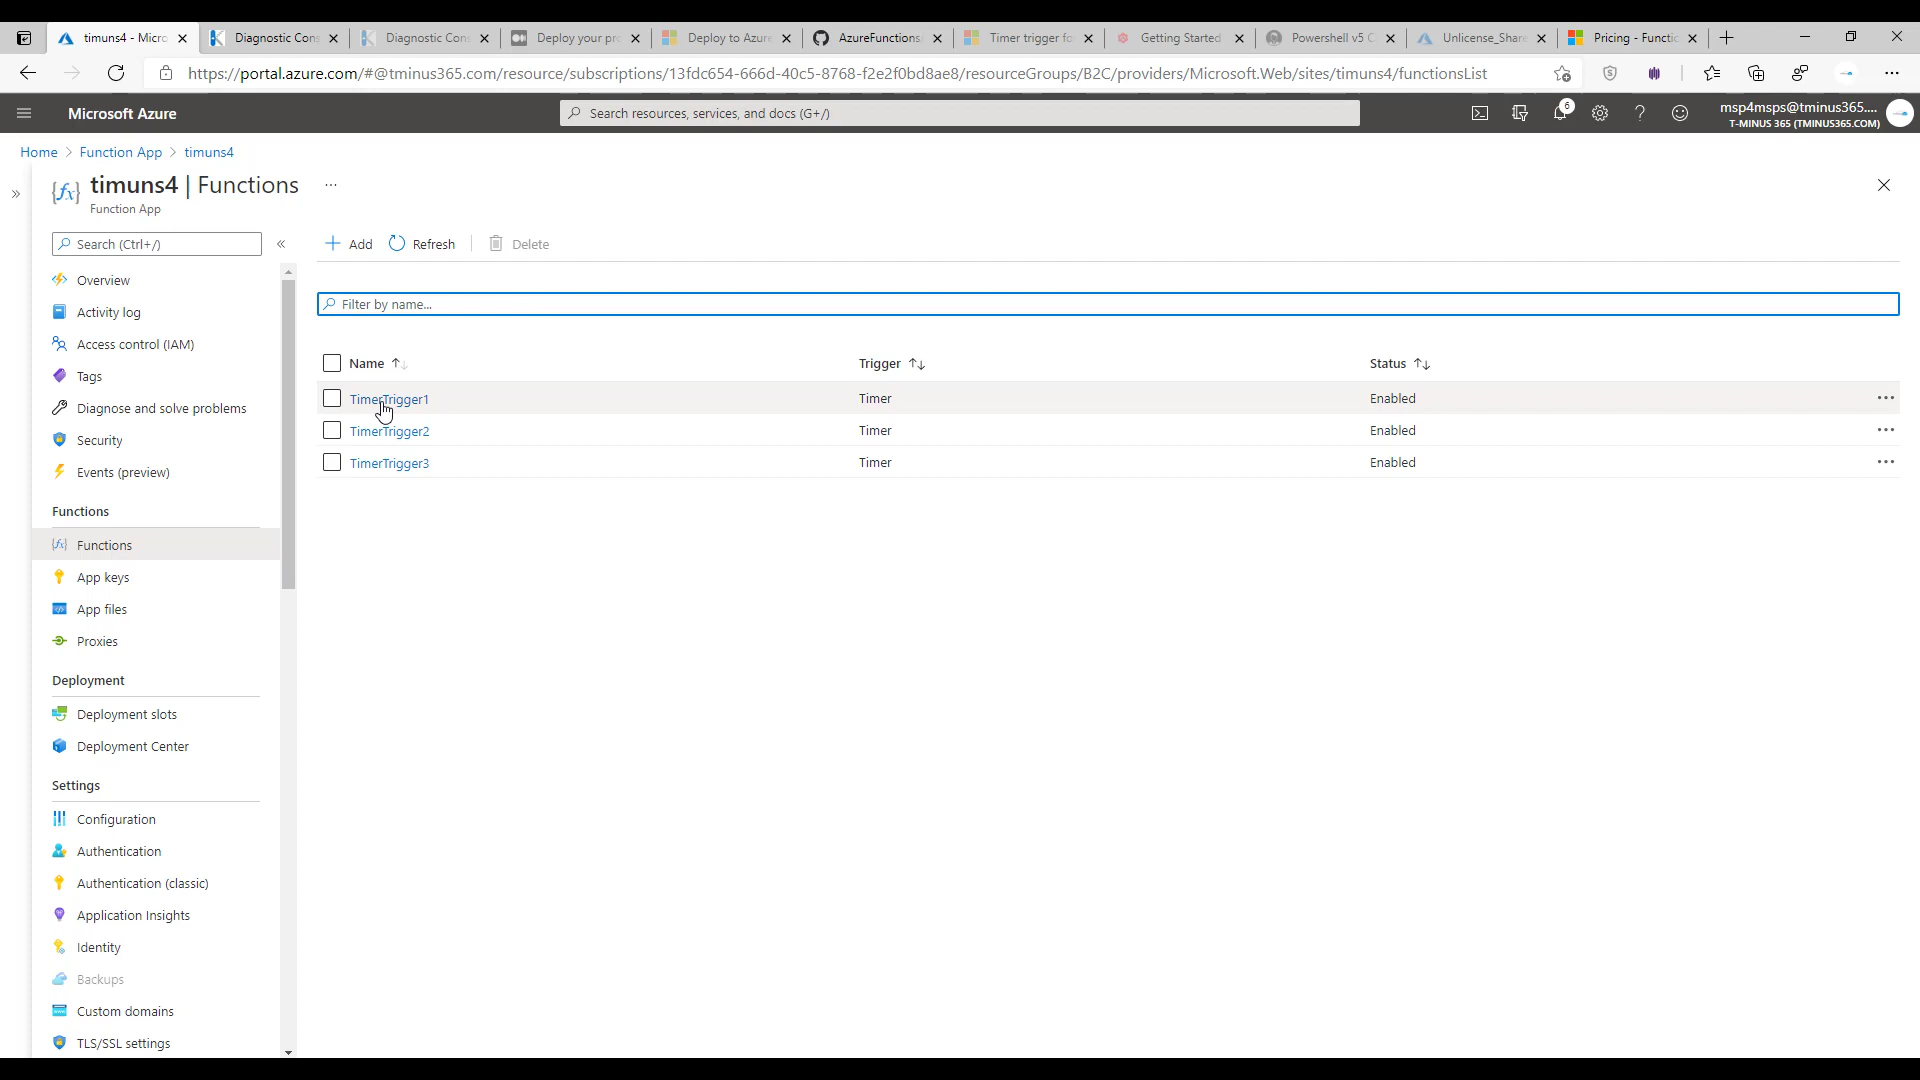 timuns4 - Micro
Diagnostic Cons
Diagnostic Cons
Deploy your pro
Deploy to Azure
AzureFunctions
Timer trigger fo
Getting Started
Powershell v5 C
Unlicense_Share
Pricing - Functio
https://portal.azure.com/#@tminus365.com/resource/subscriptions/13fdc654-666d-40c5-8768-f2e2f0bd8ae8/resourceGroups/B2C/providers/Microsoft.Web/sites/timuns4/functionsList
Microsoft Azure
Search resources, services, and docs (G+/)
6
msp4msps@tminus365....
T-MINUS 365 (TMINUS365.COM)
Home > Function App > timuns4
timuns4 | Functions ...
Function App
Search (Ctrl+/)
Add
Refresh
Delete
Overview
Activity log
Access control (IAM)
Tags
Diagnose and solve problems
Security
Events (preview)
Functions
Functions
App keys
App files
Proxies
Deployment
Deployment slots
Deployment Center
Settings
Configuration
Authentication
Authentication (classic)
Application Insights
Identity
Backups
Custom domains
TLS/SSL settings
Filter by name...
Name Trigger Status
TimerTrigger1 Timer Enabled
TimerTrigger2 Timer Enabled
TimerTrigger3 Timer Enabled